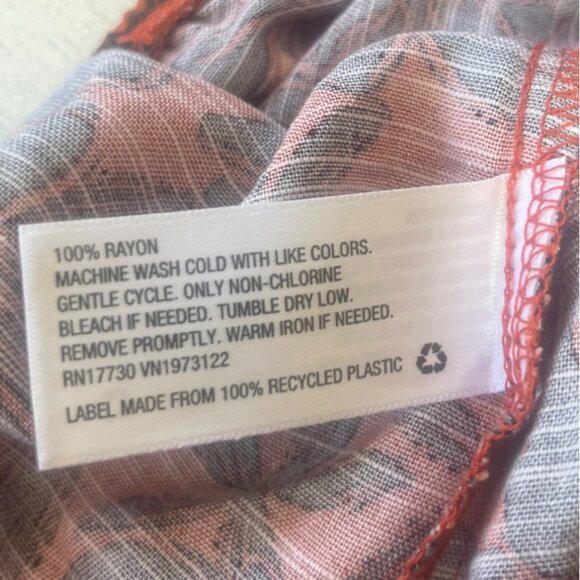 100% RAYON
MACHINE WASH COLD WITH LIKE COLORS.
GENTLE CYCLE. ONLY NON-CHLORINE
BLEACH IF NEEDED. TUMBLE DRY LOW.
REMOVE PROMPTLY. WARM IRON IF NEEDED.
RN17730 VN1973122
LABEL MADE FROM 100% RECYCLED PLASTIC